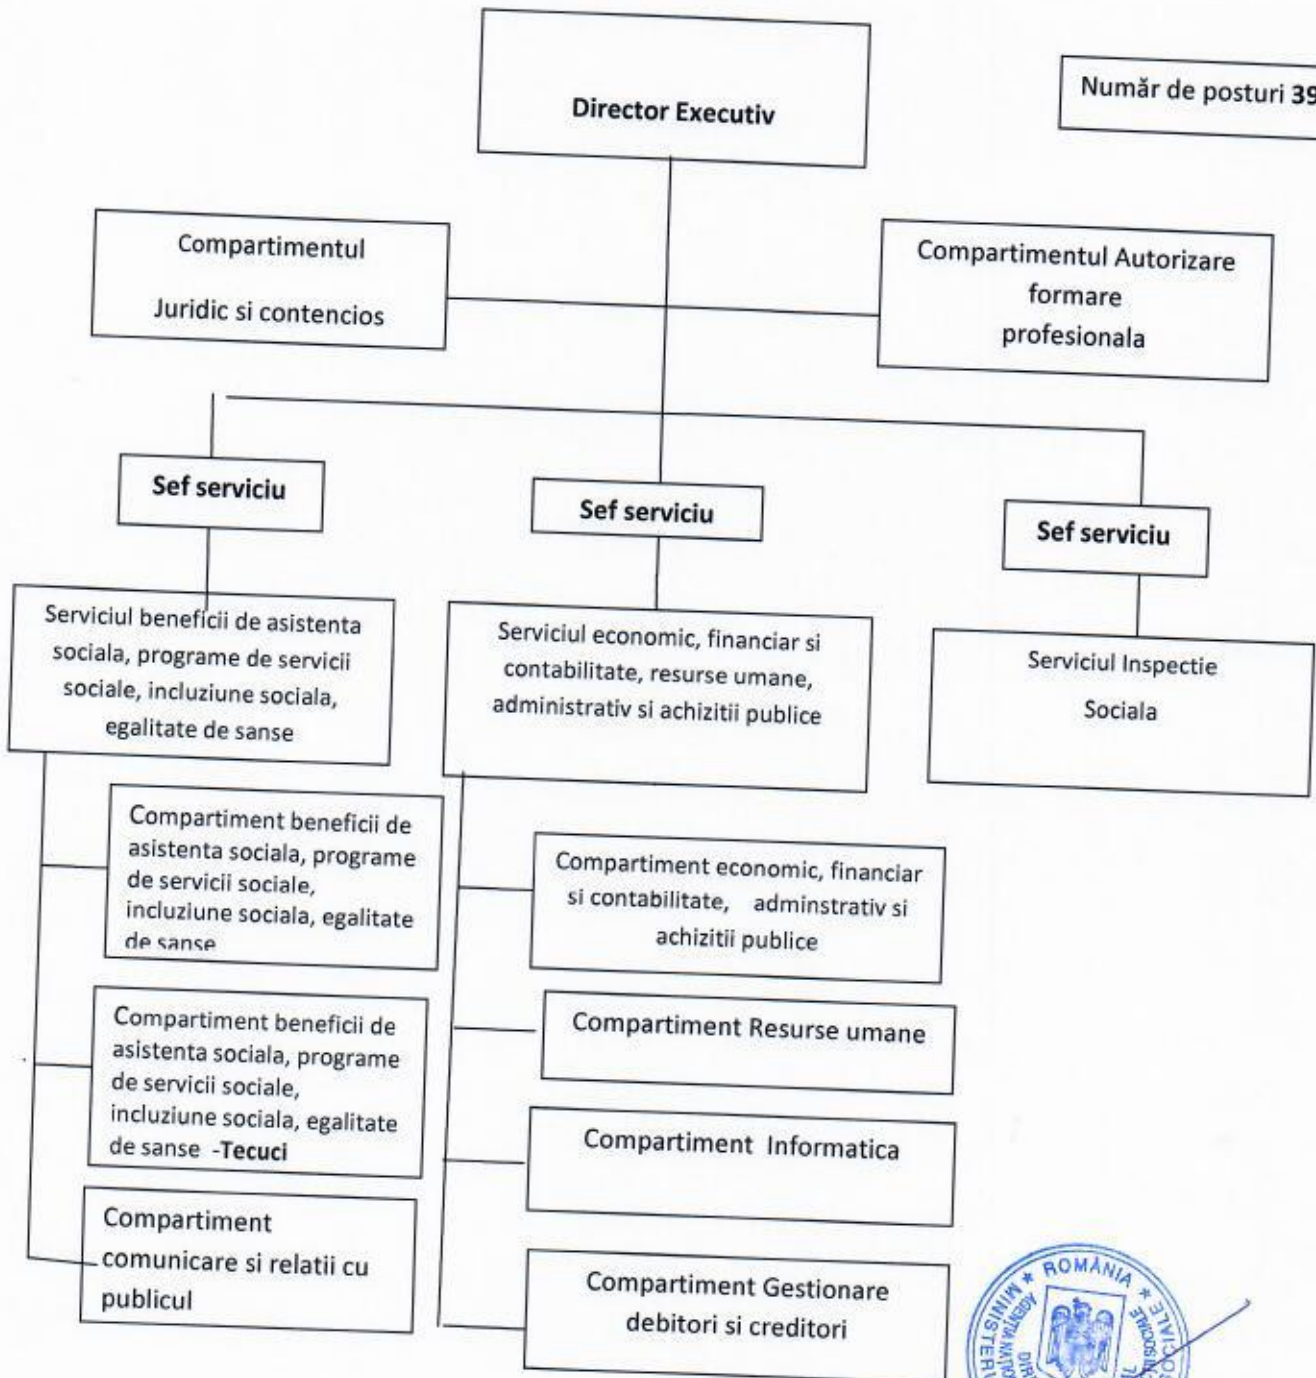 Director Executiv
Număr de posturi 39
Compartimentul
Juridic si contencios
Compartimentul Autorizare
formare
profesionala
Sef serviciu
Sef serviciu
Sef serviciu
Serviciul beneficii de asistenta
sociala, programe de servicii
sociale, incluziune sociala,
egalitate de sanse
Serviciul economic, financiar si
contabilitate, resurse umane,
administrativ si achizitii publice
Serviciul Inspectie
Sociala
Compartiment beneficii de
asistenta sociala, programe
de servicii sociale,
incluziune sociala, egalitate
de sanse
Compartiment beneficii de
asistenta sociala, programe
de servicii sociale,
incluziune sociala, egalitate
de sanse -Tecuci
Compartiment
comunicare si relatii cu
publicul
Compartiment economic, financiar
si contabilitate, adminstrativ si
achizitii publice
Compartiment Resurse umane
Compartiment Informatica
Compartiment Gestionare
debitori si creditori
ROMÂNIA